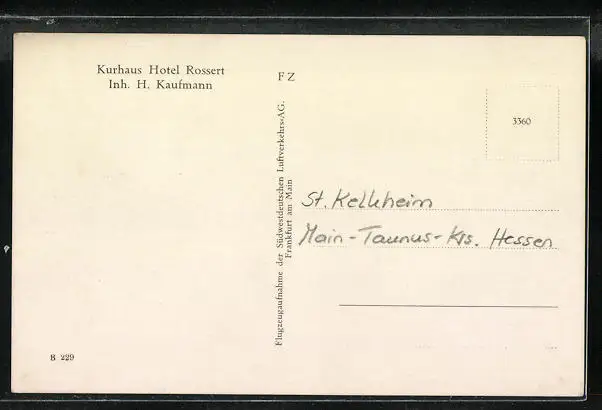 Kurhaus Hotel Rossert
Inh. H. Kaufmann
F Z
3360
Flugzeugaufnahme der Südwestdeutschen Luftverkehrs-AG.
Frankfurt am Main
St. Kelkheim
Main-Taunus-Krs. Hessen
B 229